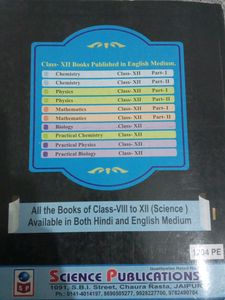 Class- XII Books Published in English Medium.
Chemistry Class- XII Part- I
Chemistry Class- XII Part- II
Physics Class- XII Part- I
Physics Class- XII Part- II
Mathematics Class- XII Part- I
Mathematics Class- XII Part- II
Biology Class- XII
Practical Chemistry Class- XII
Practical Physics Class- XII
Practical Biology Class- XII
All the Books of Class-VIII to XII (Science)
Available in Both Hindi and English Medium
1204 PE
SCIENCE PUBLICATIONS
1091, S.B.I. Street, Chaura Rasta, JAIPUR